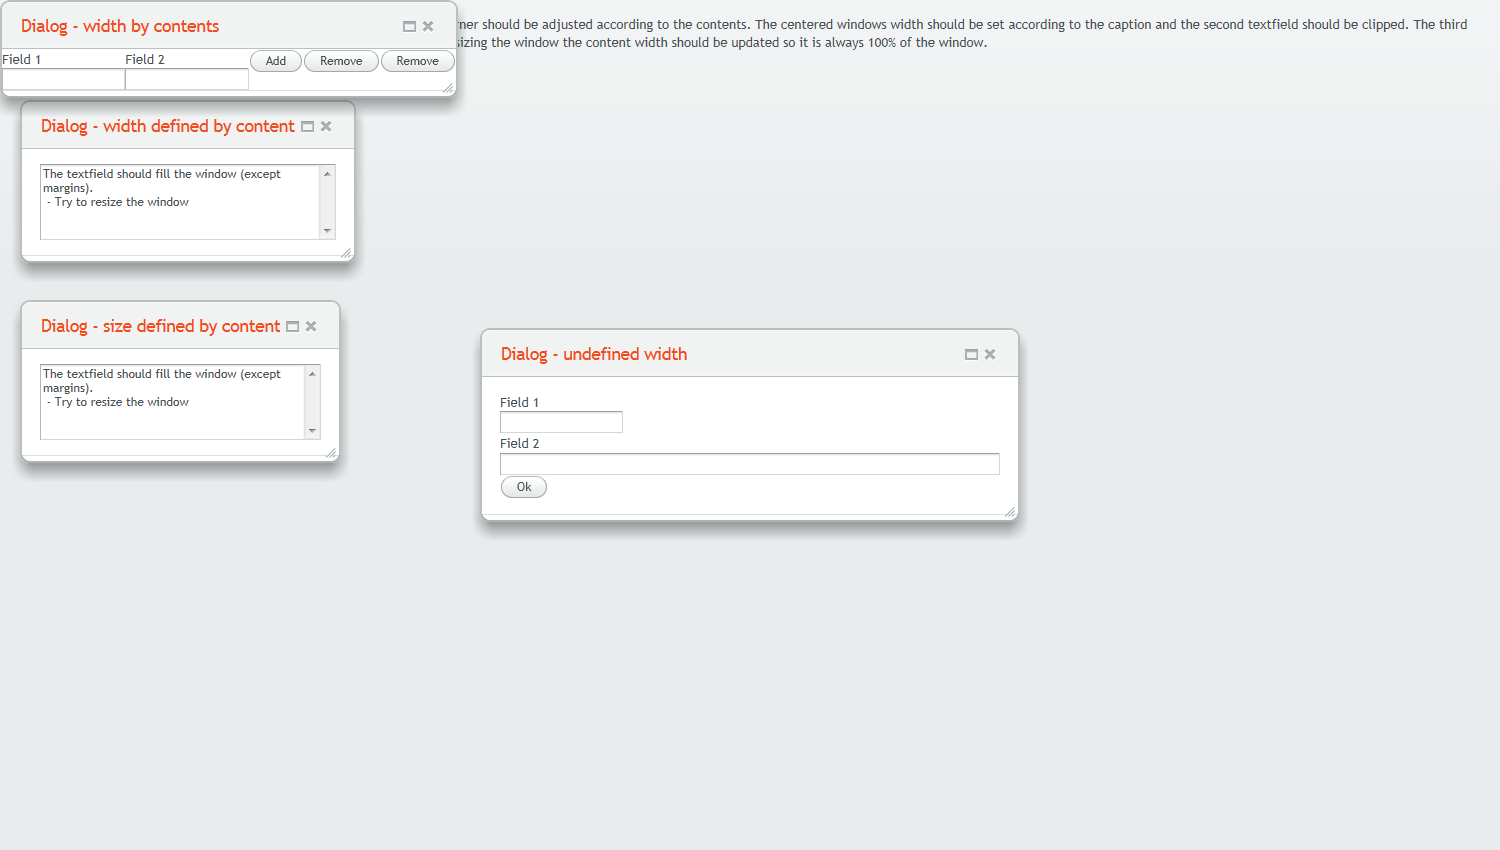 Dialog - width by contents
should be adjusted according to the contents. The centered windows width should be set according to the caption and the second textfield should be clipped. The third
the window the content width should be updated so it is always 100% of the window.
Field 1 Field 2 Add Remove Remove
Dialog - width defined by content
The textfield should fill the window (except
margins).
- Try to resize the window
Dialog - size defined by content
The textfield should fill the window (except
margins).
- Try to resize the window
Dialog - undefined width
Field 1
Field 2
Ok